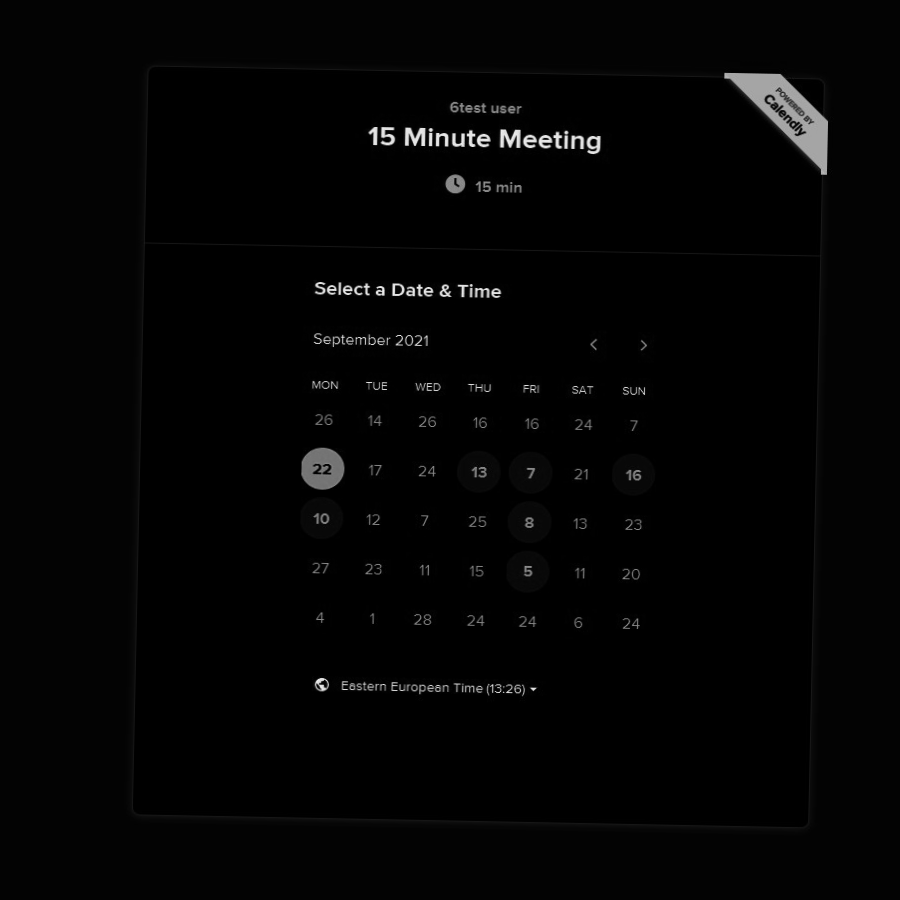 6test user
POWERED BY
Calendly
15 Minute Meeting
15 min
Select a Date & Time
September 2021
MON TUE WED THU FRI SAT SUN
26 14 26 16 16 24 7
22 17 24 13 7 21 16
10 12 7 25 8 13 23
27 23 11 15 5 11 20
4 1 28 24 24 6 24
Eastern European Time (13:26)